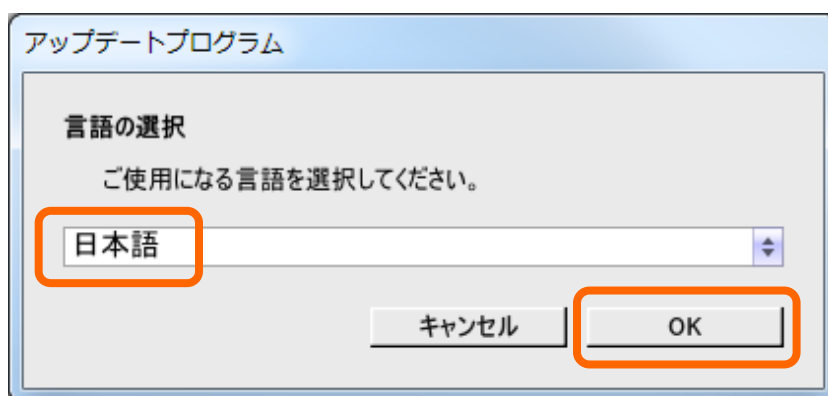 アップデートプログラム
言語の選択
ご使用になる言語を選択してください。
日本語
キャンセル
OK